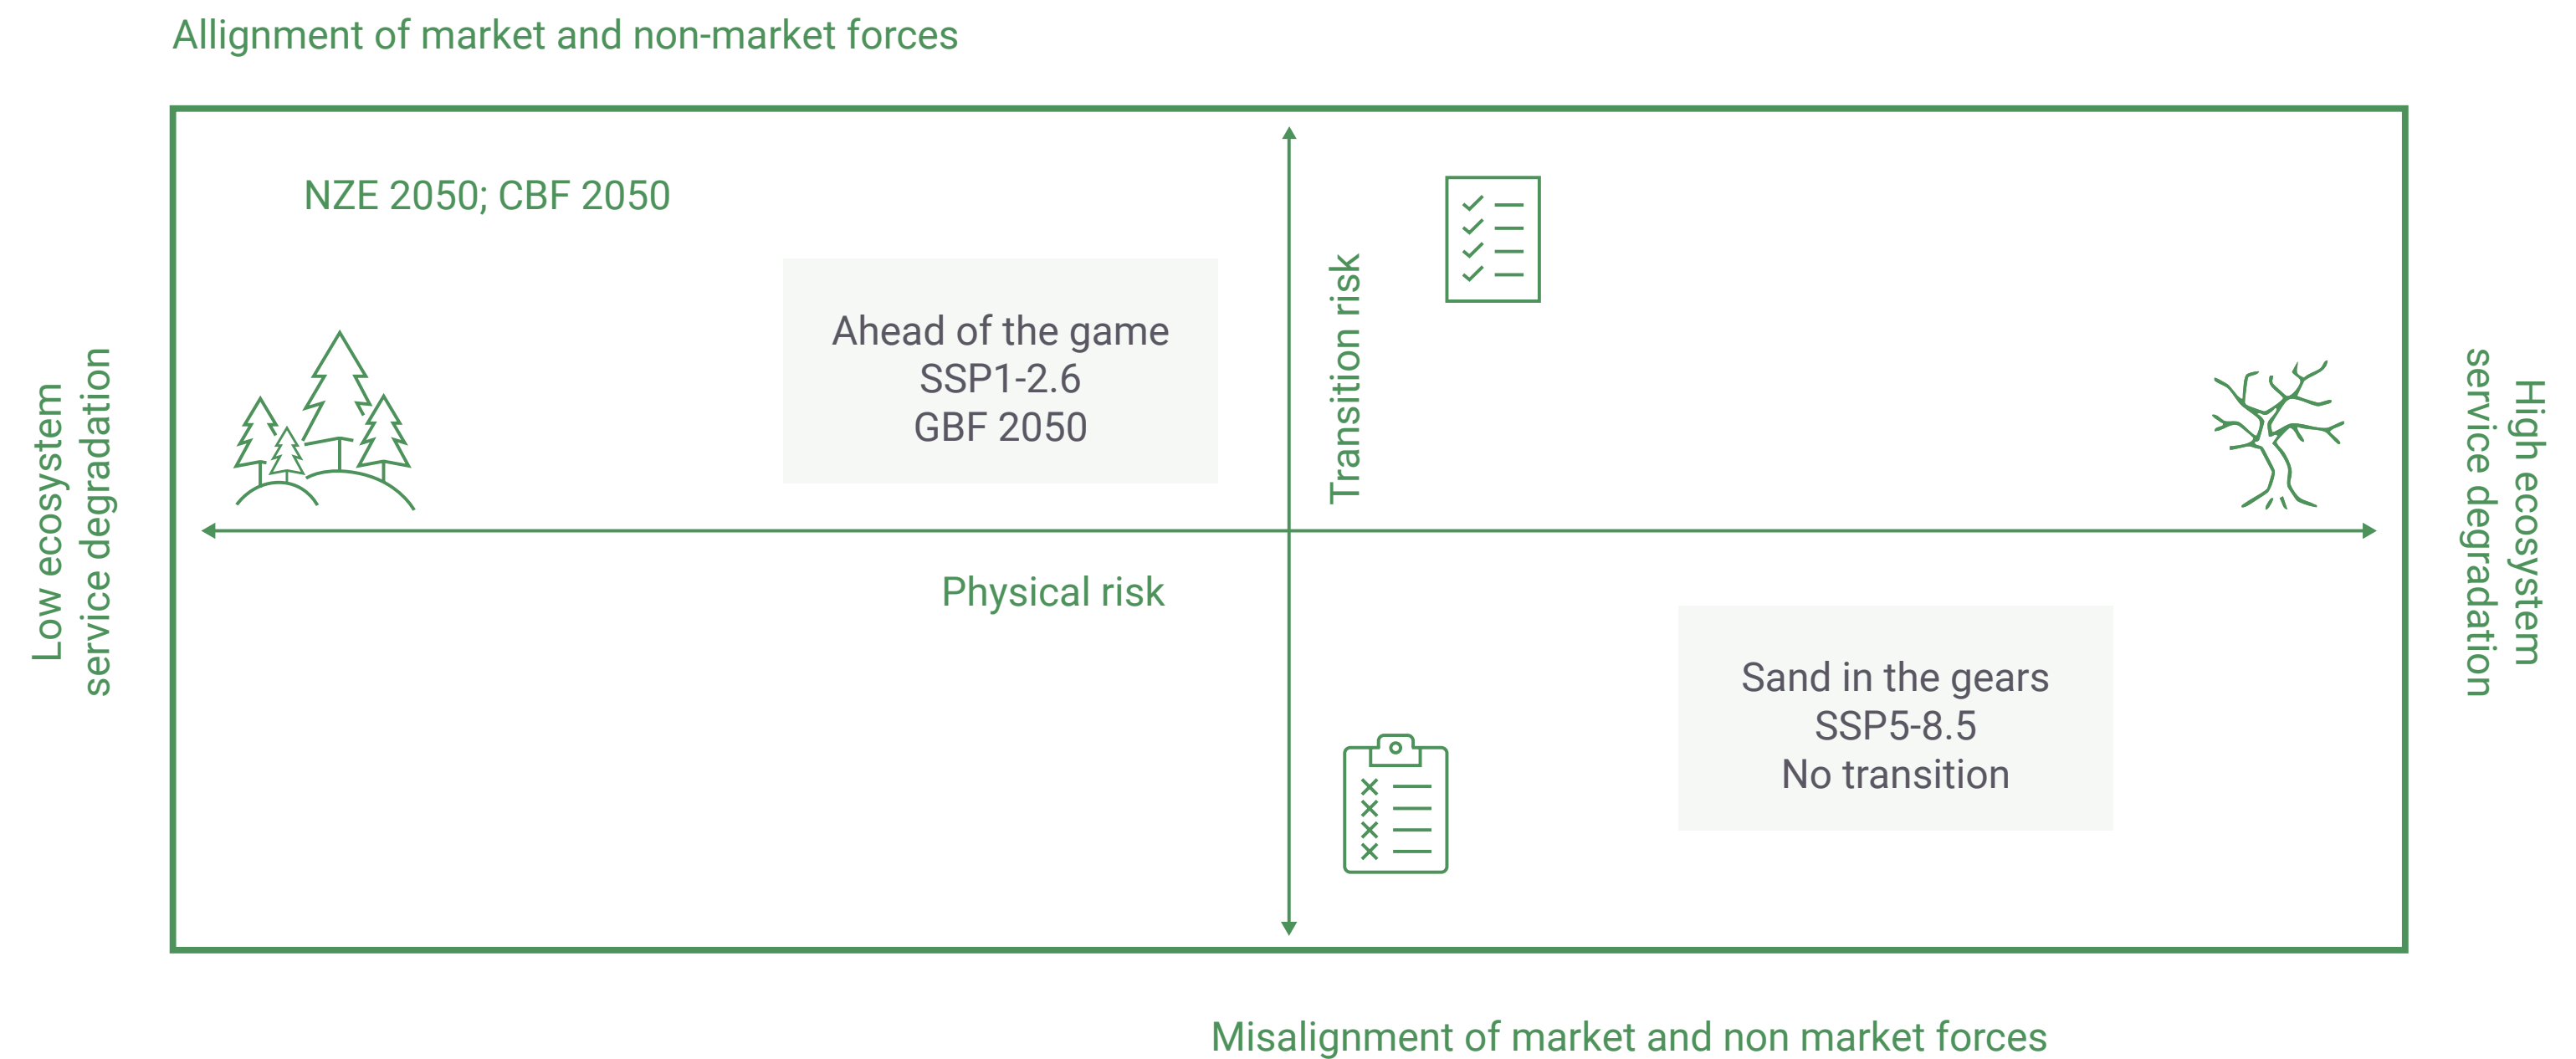 Allignment of market and non-market forces
NZE 2050; CBF 2050
Ahead of the game
SSP1-2.6
GBF 2050
Transition risk
Low ecosystem
service degradation
High ecosystem
service degradation
Physical risk
Sand in the gears
SSP5-8.5
No transition
Misalignment of market and non market forces